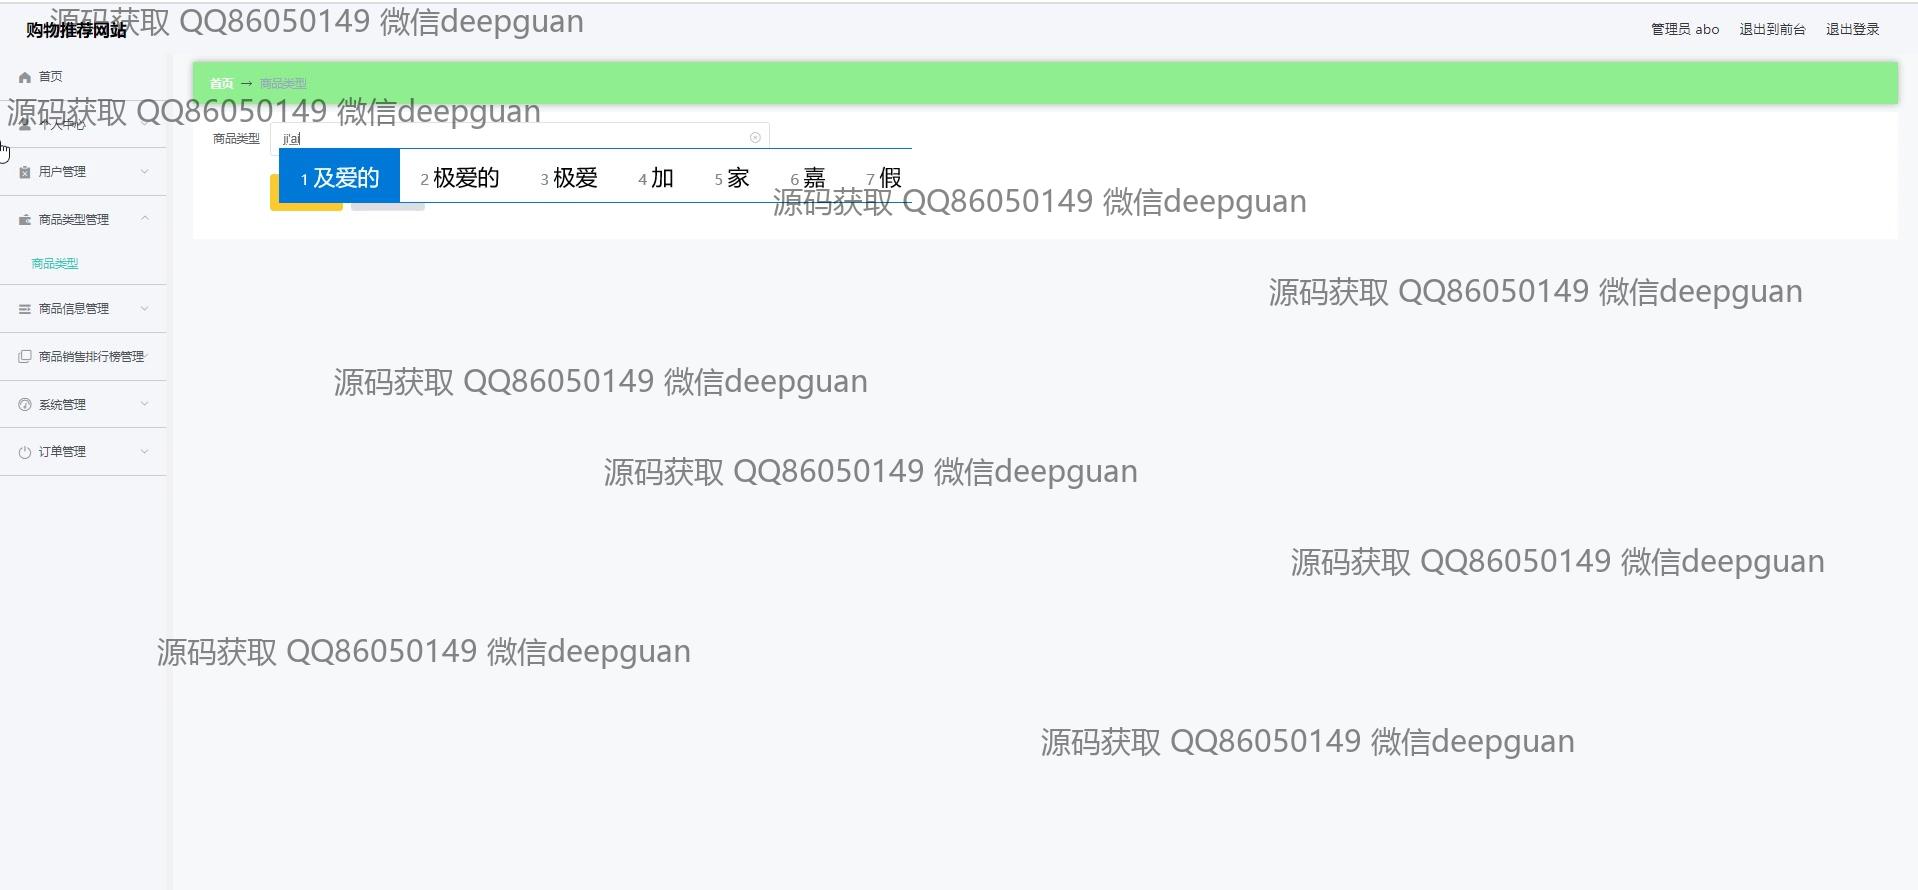 购物推荐网站
源码获取 QQ86050149 微信deepguan
管理员 abo 退出到前台 退出登录
首页
首页 → 商品类型
源码获取 QQ86050149 微信deepguan
个人中心
商品类型 ji'ai
用户管理
1 及爱的 2 极爱的 3 极爱 4 加 5 家 6 嘉 7 假
源码获取 QQ86050149 微信deepguan
商品类型管理
商品类型
源码获取 QQ86050149 微信deepguan
商品信息管理
商品销售排行榜管理
源码获取 QQ86050149 微信deepguan
系统管理
订单管理
源码获取 QQ86050149 微信deepguan
源码获取 QQ86050149 微信deepguan
源码获取 QQ86050149 微信deepguan
源码获取 QQ86050149 微信deepguan